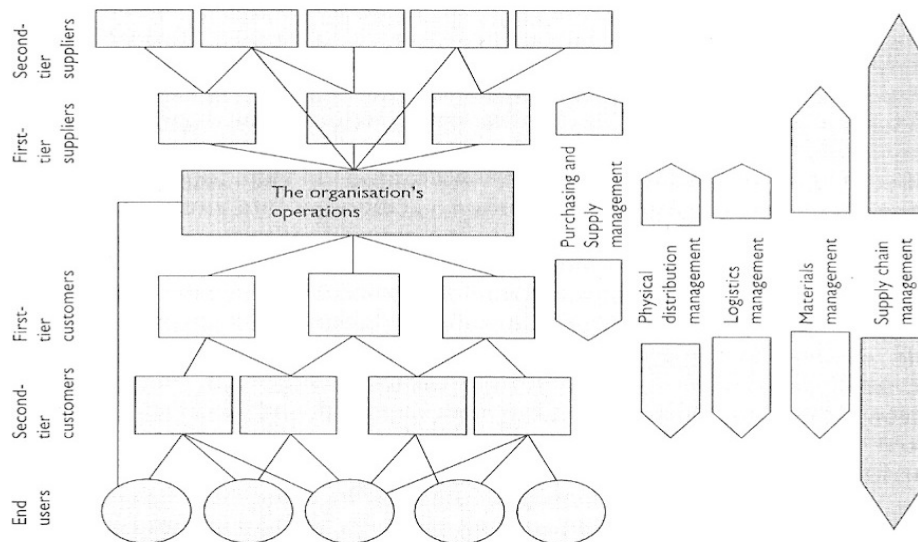 Second-
tier
suppliers
First-
tier
suppliers
The organisation's
operations
First-
tier
customers
Second-
tier
customers
End
users
Purchasing and
Supply
management
Physical
distribution
management
Logistics
management
Materials
management
Supply chain
management